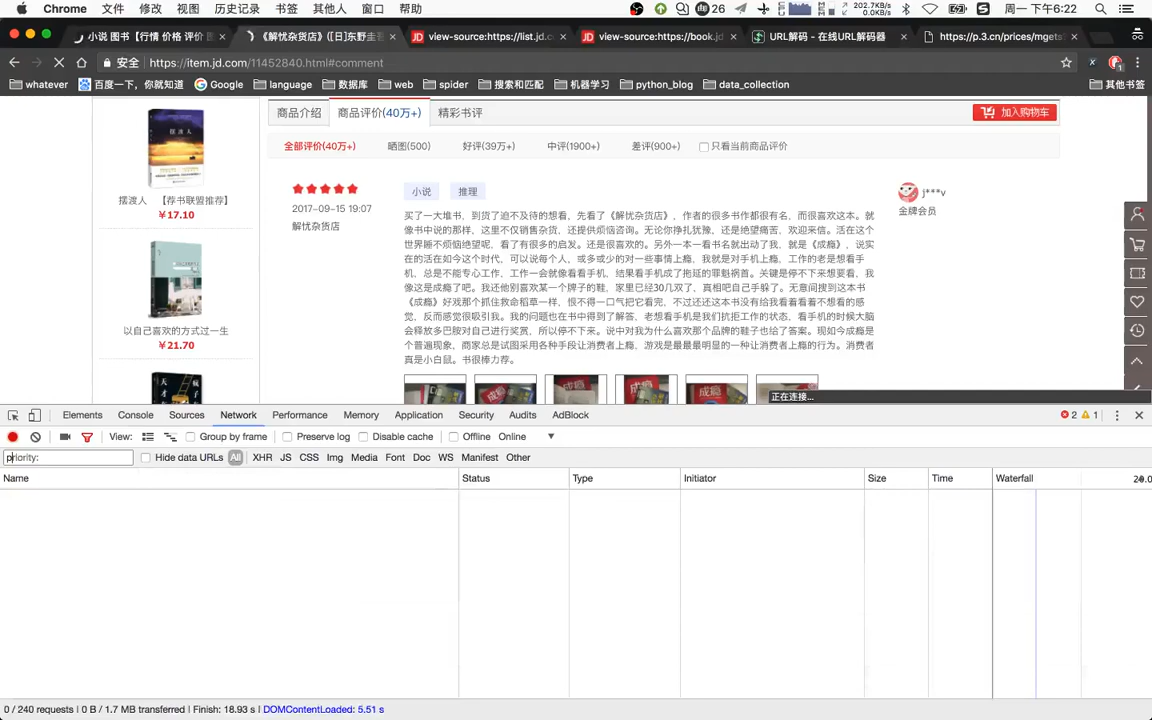 Chrome 文件 修改 视图 历史记录 书签 其他人 窗口 帮助 26 202.7KB/s 0.0KB/s 周一 下午6:22
小说 图书【行情 价格 评价 × 《解忧杂货店》([日]东野圭吾 × view-source:https://list.jd.c × view-source:https://book.jd × URL解码 - 在线URL解码器 × https://p.3.cn/prices/mgeta ×
安全 https://item.jd.com/11452840.html#comment
whatever 百度一下，你就知道 Google language 数据库 web spider 搜索和匹配 机器学习 python_blog data_collection 其他书签
商品介绍 商品评价(40万+) 精彩书评 加入购物车
全部评价(40万+) 晒图(500) 好评(39万+) 中评(1900+) 差评(900+) 只看当前商品评价
摆渡人 【荐书联盟推荐】
¥17.10
以自己喜欢的方式过一生
¥21.70
2017-09-15 19:07
解忧杂货店
小说 推理
买了一大堆书，到货了迫不及待的想看，先看了《解忧杂货店》，作者的很多书作都很有名，而很喜欢这本。就
像书中说的那样，这里不仅销售杂货，还提供烦恼咨询。无论你挣扎犹豫，还是绝望痛苦，欢迎来信。活在这个
世界睡不烦恼绝望呢，看了有很多的启发。还是很喜欢的。另外一本一看书名就出动了我，就是《成瘾》，说实
在的活在如今这个时代，可以说每个人，或多或少的对一些事情上瘾，我就是对手机上瘾，工作的老是想看手
机，总是不能专心工作，工作一会就像看看手机，结果看手机成了拖延的罪魁祸首。关键是停不下来想要看，我
像这是成瘾了吧。我还他别喜欢某一个牌子的鞋，家里已经30几双了，真相吧自己手躲了。无意间搜到这本书
《成瘾》好戏那个抓住救命稻草一样，恨不得一口气把它看完，不过还还这本书没有给我看着看着不想看的感
觉，反而感觉很吸引我。我的问题也在书中得到了解答，老想看手机是我们抗拒工作的状态，看手机的时候大脑
会释放多巴胺对自己进行奖赏，所以停不下来。说中对我为什么喜欢那个品牌的鞋子也给了答案。现如今成瘾是
个普遍现象，商家总是试图采用各种手段让消费者上瘾，游戏是最最最明显的一种让消费者上瘾的行为。消费者
真是小白鼠。书很棒力荐。
j***v
金牌会员
正在连接...
Elements Console Sources Network Performance Memory Application Security Audits AdBlock 2 1
View: Group by frame Preserve log Disable cache Offline Online
priority: Hide data URLs All XHR JS CSS Img Media Font Doc WS Manifest Other
Name Status Type Initiator Size Time Waterfall
0 / 240 requests | 0 B / 1.7 MB transferred | Finish: 18.93 s | DOMContentLoaded: 5.51 s